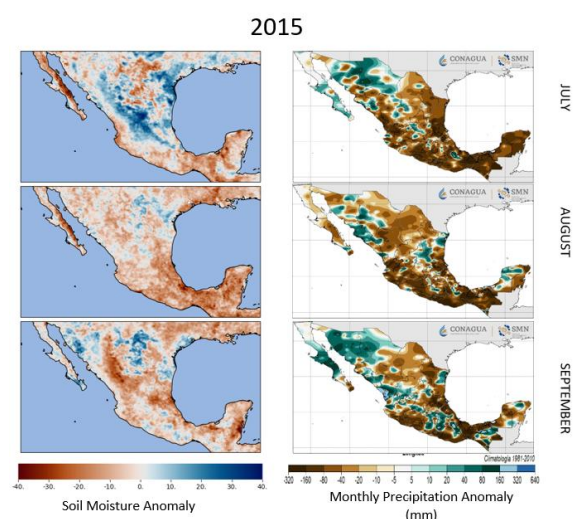 2015
CONAGUA SMN
JULY
CONAGUA SMN
AUGUST
CONAGUA SMN
SEPTEMBER
Climatología 1981-2010
-40. -30. -20. -10. 0. 10. 20. 30. 40.
-320 -160 -80 -40 -20 -10 -5 5 10 20 40 80 160 320 640
Soil Moisture Anomaly
Monthly Precipitation Anomaly
(mm)